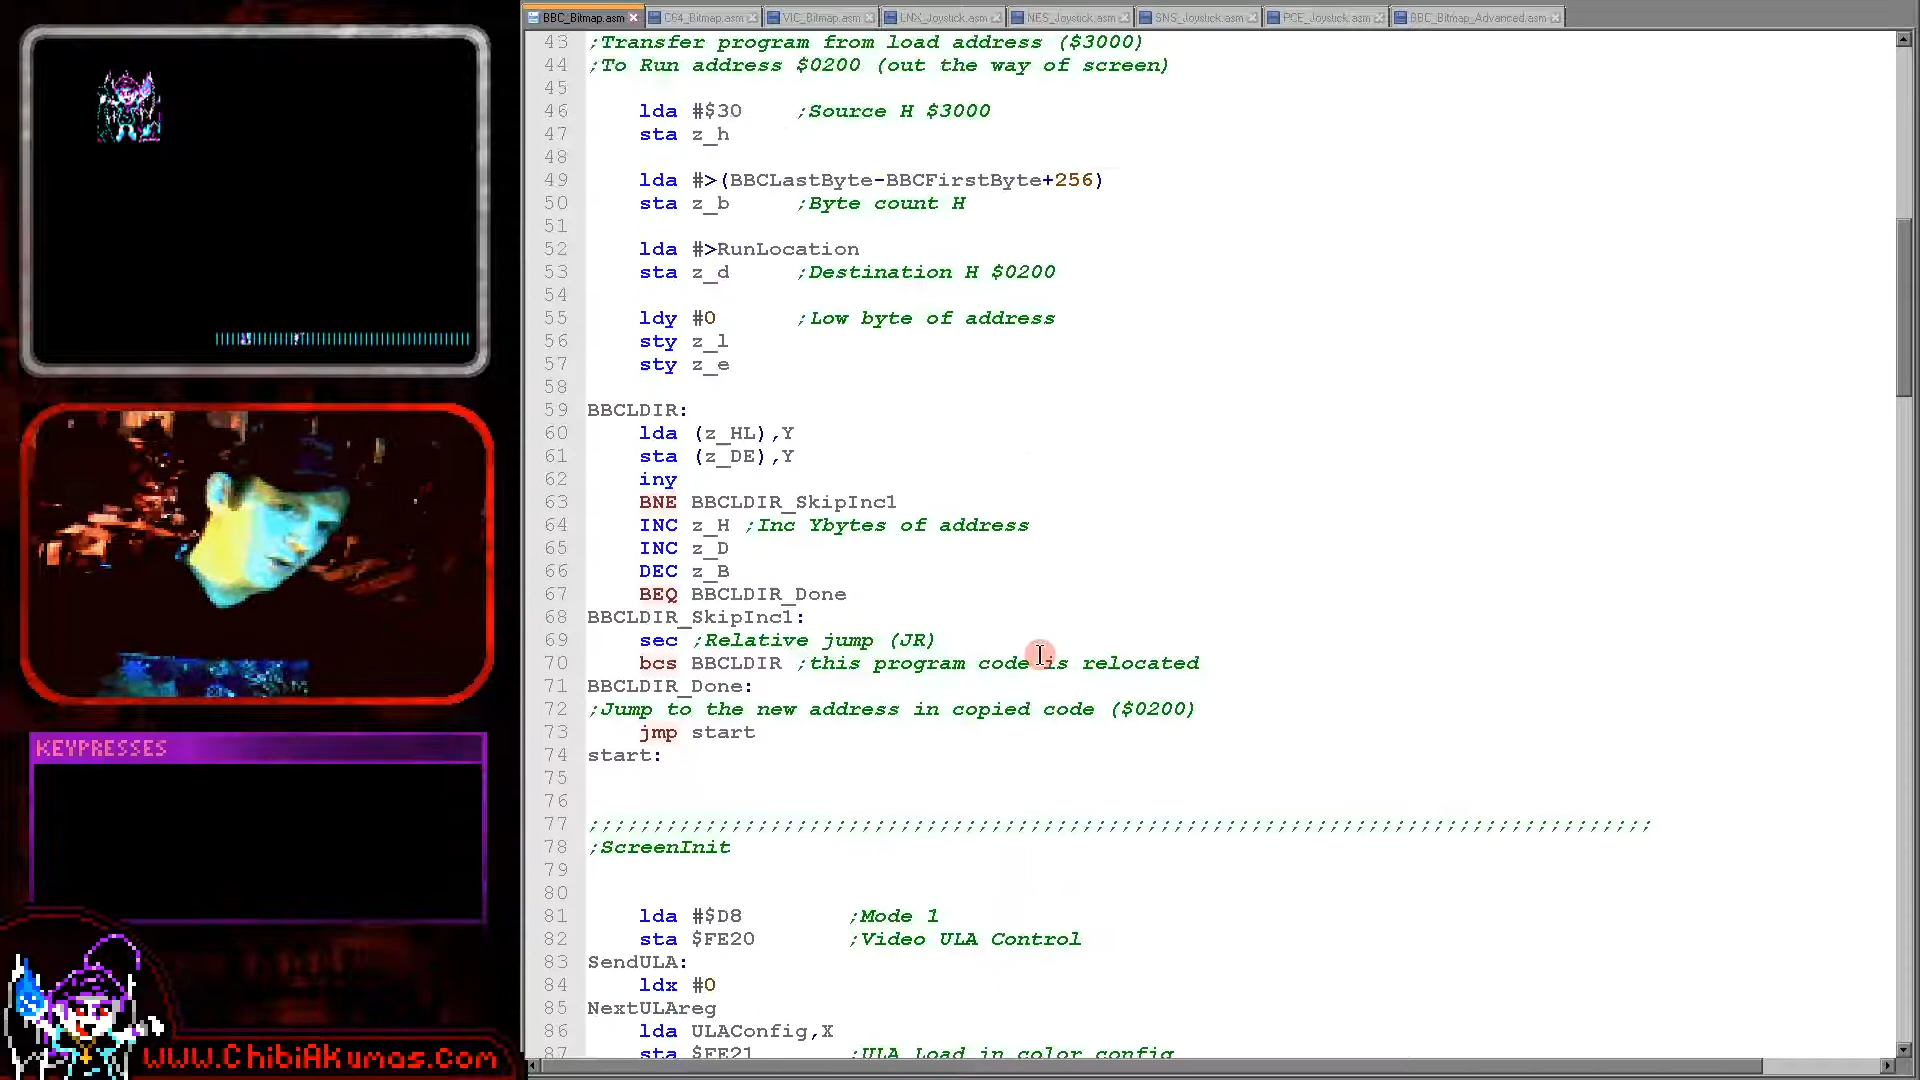 BBC_Bitmap.asm C64_Bitmap.asm VIC_Bitmap.asm LNX_Joystick.asm NES_Joystick.asm SNS_Joystick.asm PCE_Joystick.asm BBC_Bitmap_Advanced.asm
43 ;Transfer program from load address ($3000)
44 ;To Run address $0200 (out the way of screen)
45
46 lda #$30 ;Source H $3000
47 sta z_h
48
49 lda #>(BBCLastByte-BBCFirstByte+256)
50 sta z_b ;Byte count H
51
52 lda #>RunLocation
53 sta z_d ;Destination H $0200
54
55 ldy #0 ;Low byte of address
56 sty z_l
57 sty z_e
58
59 BBCLDIR:
60 lda (z_HL),Y
61 sta (z_DE),Y
62 iny
63 BNE BBCLDIR_SkipInc1
64 INC z_H ;Inc Ybytes of address
65 INC z_D
66 DEC z_B
67 BEQ BBCLDIR_Done
68 BBCLDIR_SkipInc1:
69 sec ;Relative jump (JR)
70 bcs BBCLDIR ;this program code is relocated
71 BBCLDIR_Done:
72 ;Jump to the new address in copied code ($0200)
73 jmp start
74 start:
75
76
77 ;;;;;;;;;;;;;;;;;;;;;;;;;;;;;;;;;;;;;;;;;;;;;;;;;;;;;;;;;;;;;;;;;;;;;;;;;;;;;;;;;;
78 ;ScreenInit
79
80
81 lda #$D8 ;Mode 1
82 sta $FE20 ;Video ULA Control
83 SendULA:
84 ldx #0
85 NextULAreg
86 lda ULAConfig,X
87 sta $FE21 ;ULA Load in color config
KEYPRESSES
www.ChibiAkumas.com